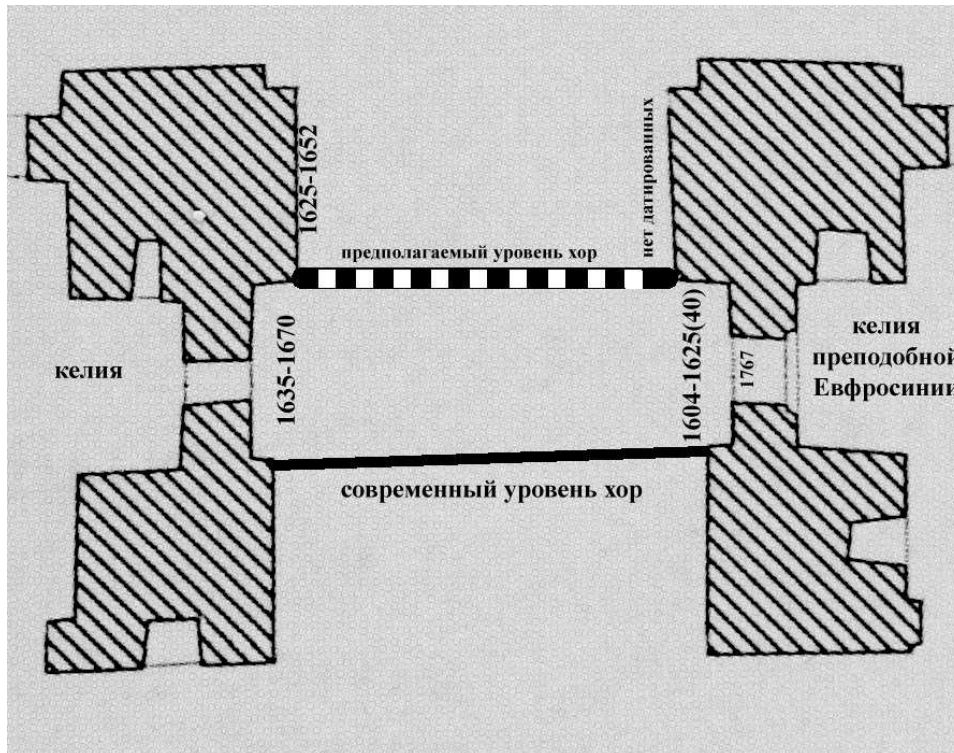 1625-1652
нет датированных
предполагаемый уровень хор
келия
1635-1670
1604-1625(40)
1767
келия
преподобной
Евфросинии
современный уровень хор